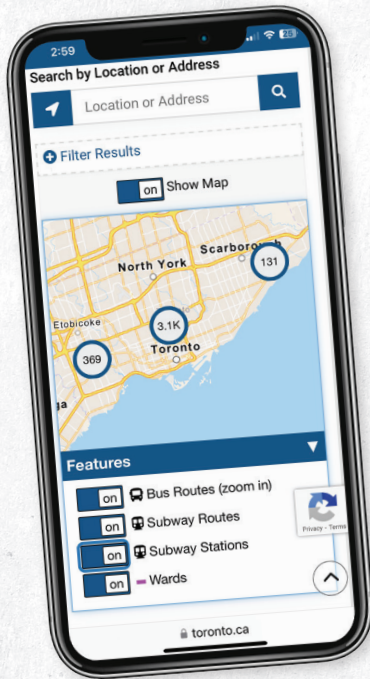 2:59
25
Search by Location or Address
Location or Address
Filter Results
on Show Map
Scarborough
North York
131
Etobicoke
3.1K
369
Toronto
ga
Features
on Bus Routes (zoom in)
on Subway Routes
on Subway Stations
Privacy - Terms
on Wards
toronto.ca